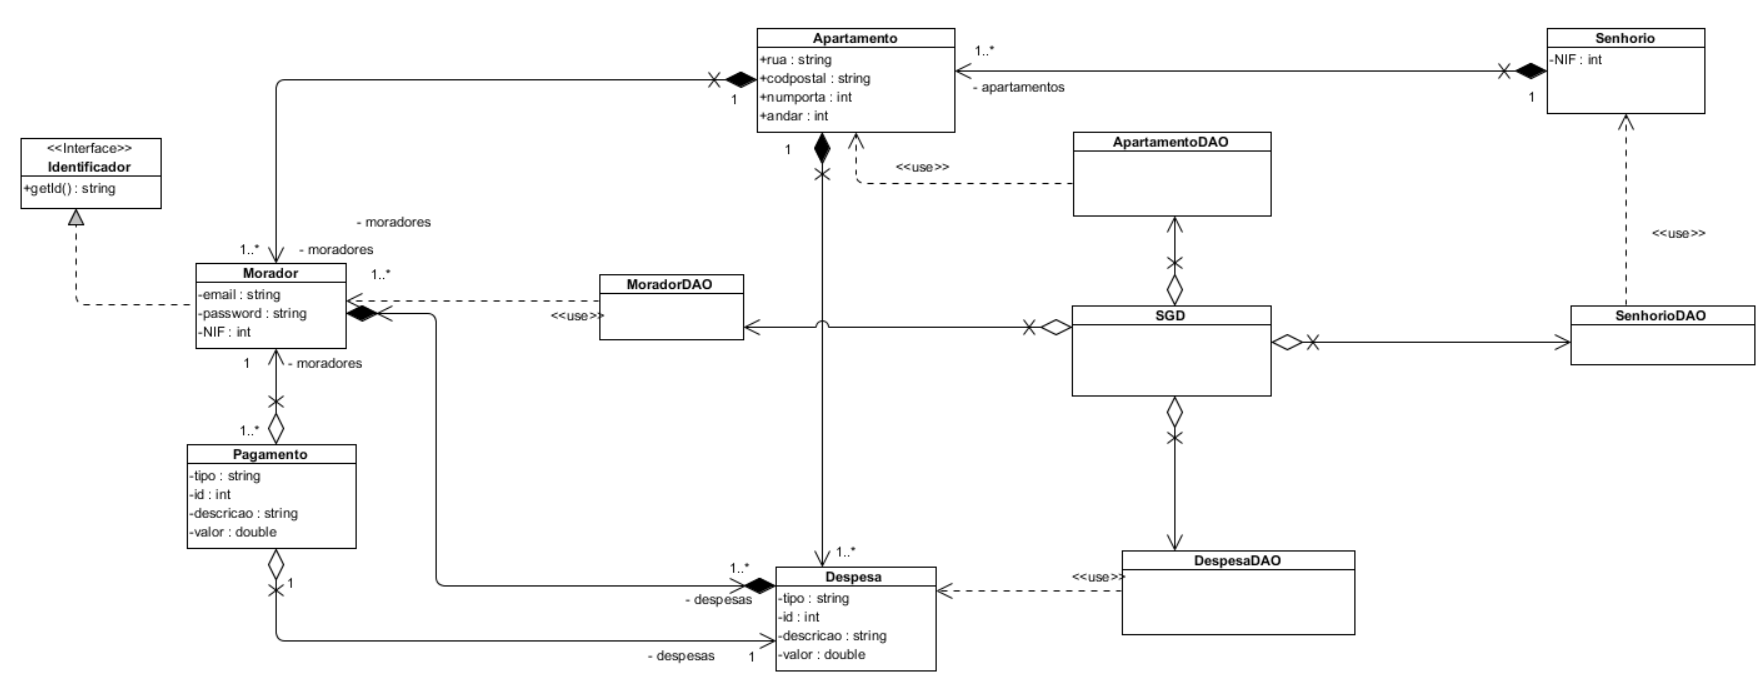 Apartamento
+rua : string
+codpostal : string
+numporta : int
+andar : int
1..*
- apartamentos
1
Senhorio
-NIF : int
1
1
<<Interface>>
Identificador
+getId() : string
ApartamentoDAO
<<use>>
<<use>>
- moradores
1..*
- moradores
Morador
-email : string
-password : string
-NIF : int
1..*
MoradorDAO
<<use>>
SGD
SenhorioDAO
1
- moradores
1..*
Pagamento
-tipo : string
-id : int
-descricao : string
-valor : double
1
1..*
1..*
- despesas
Despesa
-tipo : string
-id : int
-descricao : string
-valor : double
<<use>>
DespesaDAO
- despesas
1